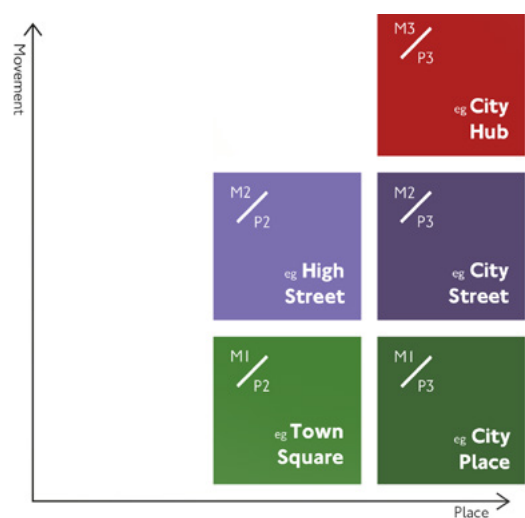 Movement
M3
P3
eg City
Hub
M2
P2
eg High
Street
M2
P3
eg City
Street
M1
P2
eg Town
Square
M1
P3
eg City
Place
Place